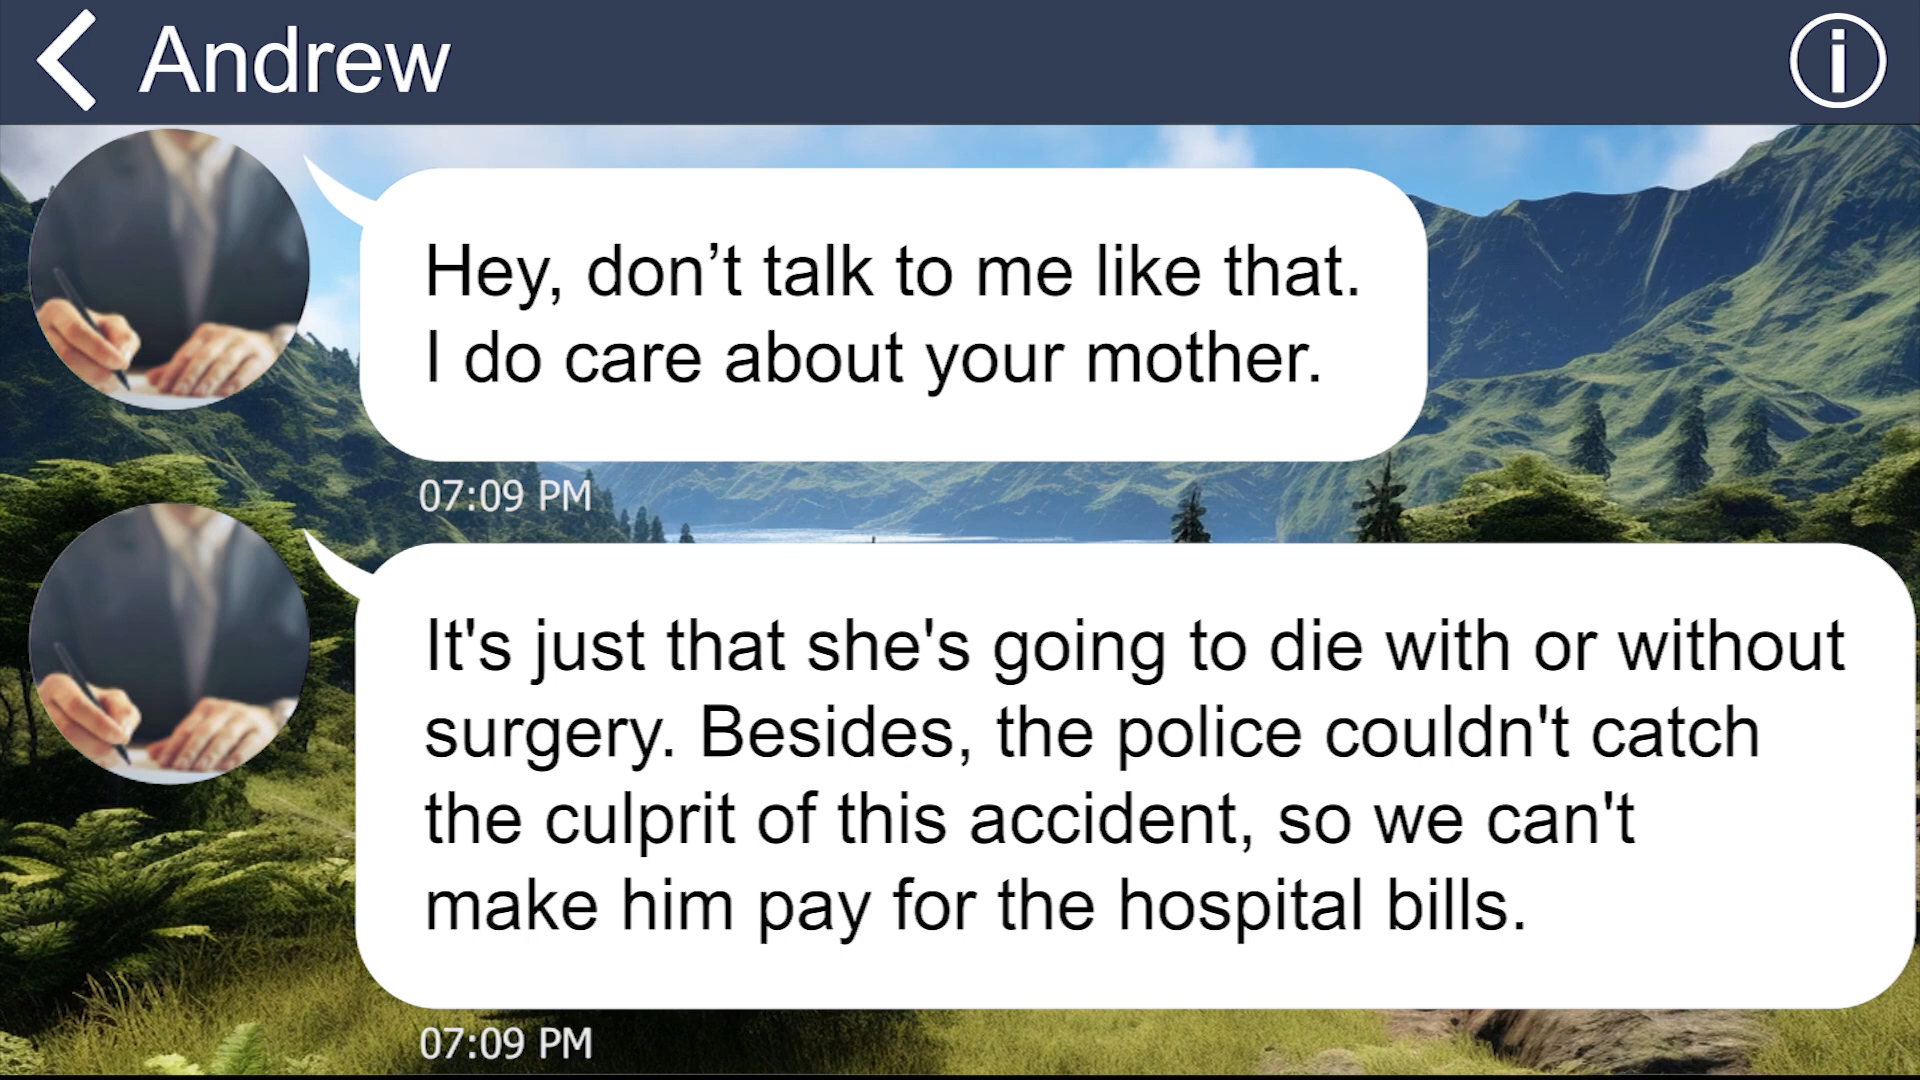 Andrew
Hey, don’t talk to me like that.
I do care about your mother.
07:09 PM
It's just that she's going to die with or without
surgery. Besides, the police couldn't catch
the culprit of this accident, so we can't
make him pay for the hospital bills.
07:09 PM